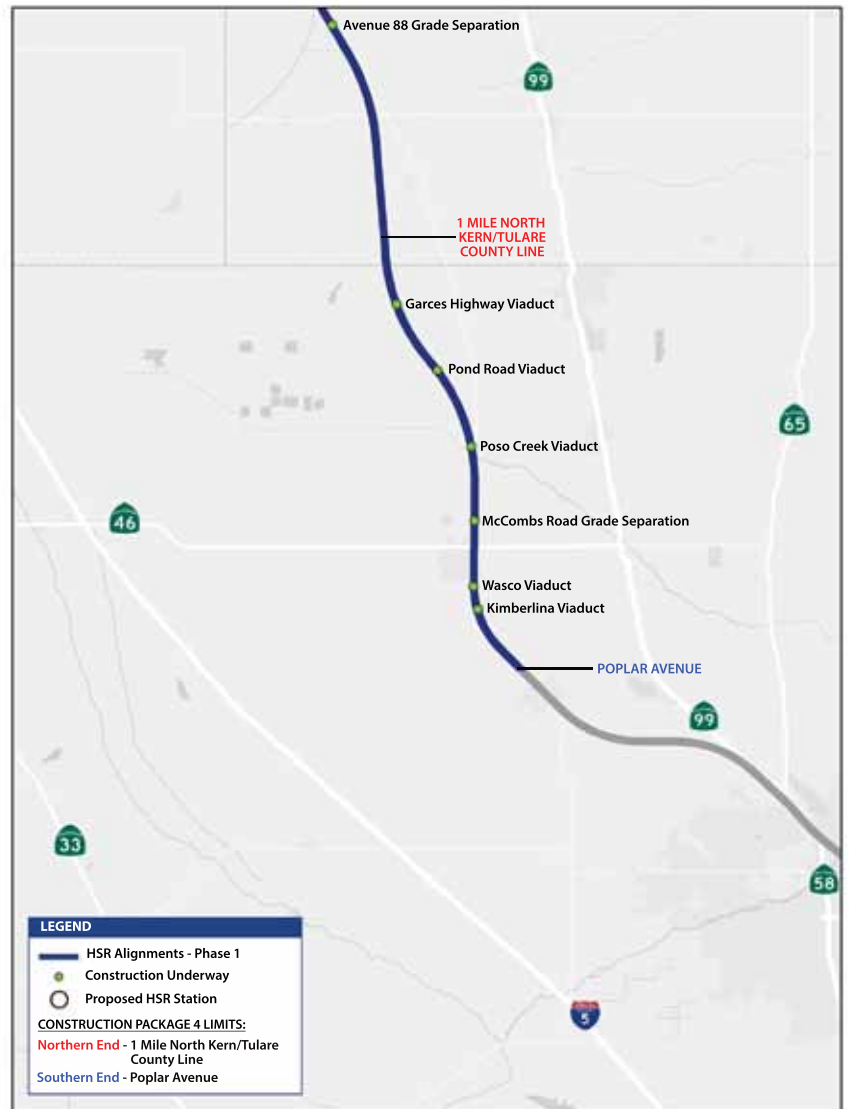 Avenue 88 Grade Separation
99
1 MILE NORTH
KERN/TULARE
COUNTY LINE
Garces Highway Viaduct
Pond Road Viaduct
65
Poso Creek Viaduct
46
McCombs Road Grade Separation
Wasco Viaduct
Kimberlina Viaduct
POPLAR AVENUE
99
33
58
LEGEND
HSR Alignments - Phase 1
Construction Underway
Proposed HSR Station
CONSTRUCTION PACKAGE 4 LIMITS:
Northern End - 1 Mile North Kern/Tulare
County Line
Southern End - Poplar Avenue
5